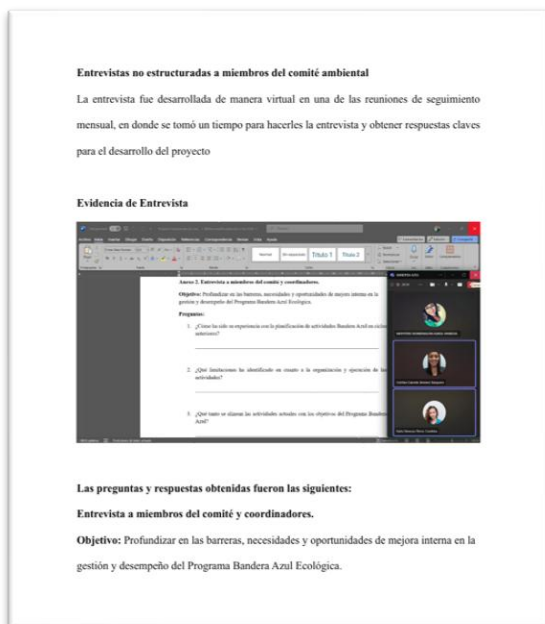 Entrevistas no estructuradas a miembros del comité ambiental
La entrevista fue desarrollada de manera virtual en una de las reuniones de seguimiento
mensual, en donde se tomó un tiempo para hacerles la entrevista y obtener respuestas claves
para el desarrollo del proyecto
Evidencia de Entrevista
Título 1 Título 2
Anexo 2. Entrevista a miembros del comité y coordinadores.
Objetivo: Profundizar en las barreras, necesidades y oportunidades de mejora interna en la
gestión y desempeño del Programa Bandera Azul Ecológica.
Preguntas:
1. ¿Cómo ha sido su experiencia con la planificación de actividades Bandera Azul en ciclos
anteriores?
2. ¿Qué limitaciones ha identificado en cuanto a la organización y ejecución de las
actividades?
3. ¿Qué tanto se alinean las actividades actuales con los objetivos del Programa Bandera
Azul?
Las preguntas y respuestas obtenidas fueron las siguientes:
Entrevista a miembros del comité y coordinadores.
Objetivo: Profundizar en las barreras, necesidades y oportunidades de mejora interna en la
gestión y desempeño del Programa Bandera Azul Ecológica.